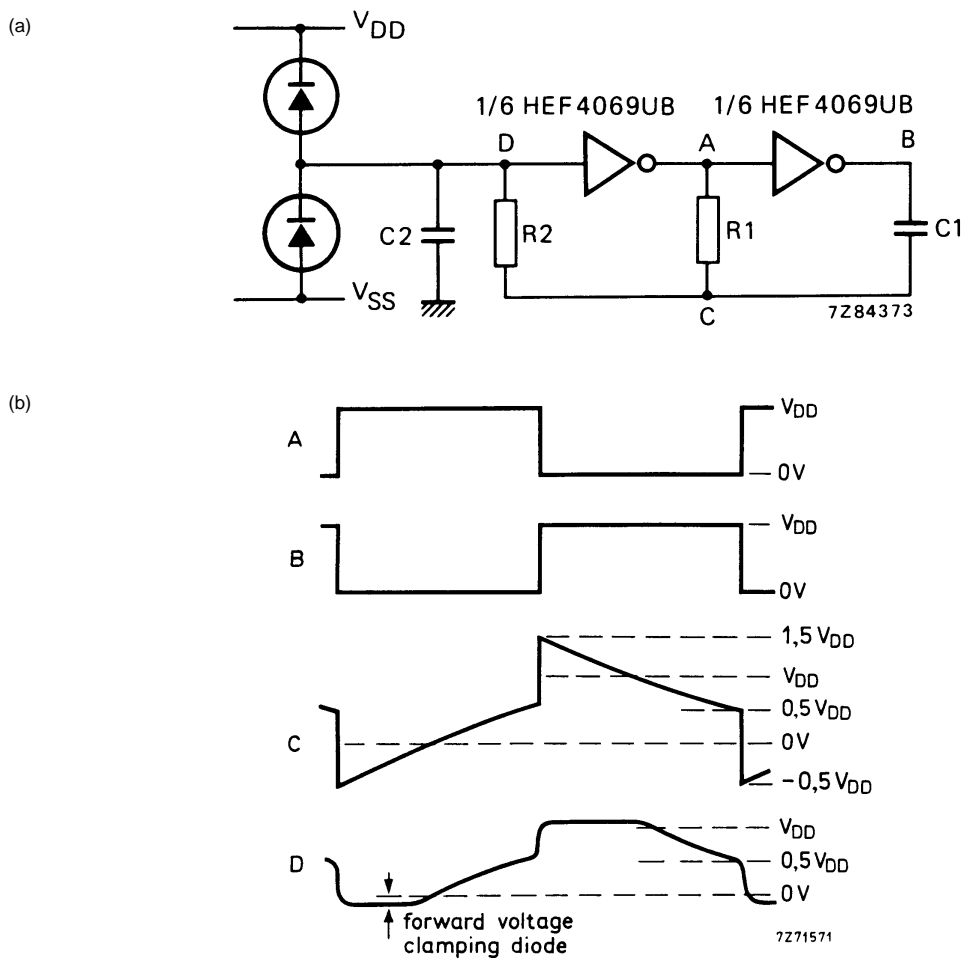 (a)
VDD
1/6 HEF4069UB
1/6 HEF4069UB
D
A
B
C2
R2
R1
C1
VSS
C
7Z84373
(b)
A
VDD
0V
B
VDD
0V
C
1,5 VDD
VDD
0,5 VDD
0V
-0,5 VDD
D
VDD
0,5 VDD
0V
forward voltage
clamping diode
7Z71571